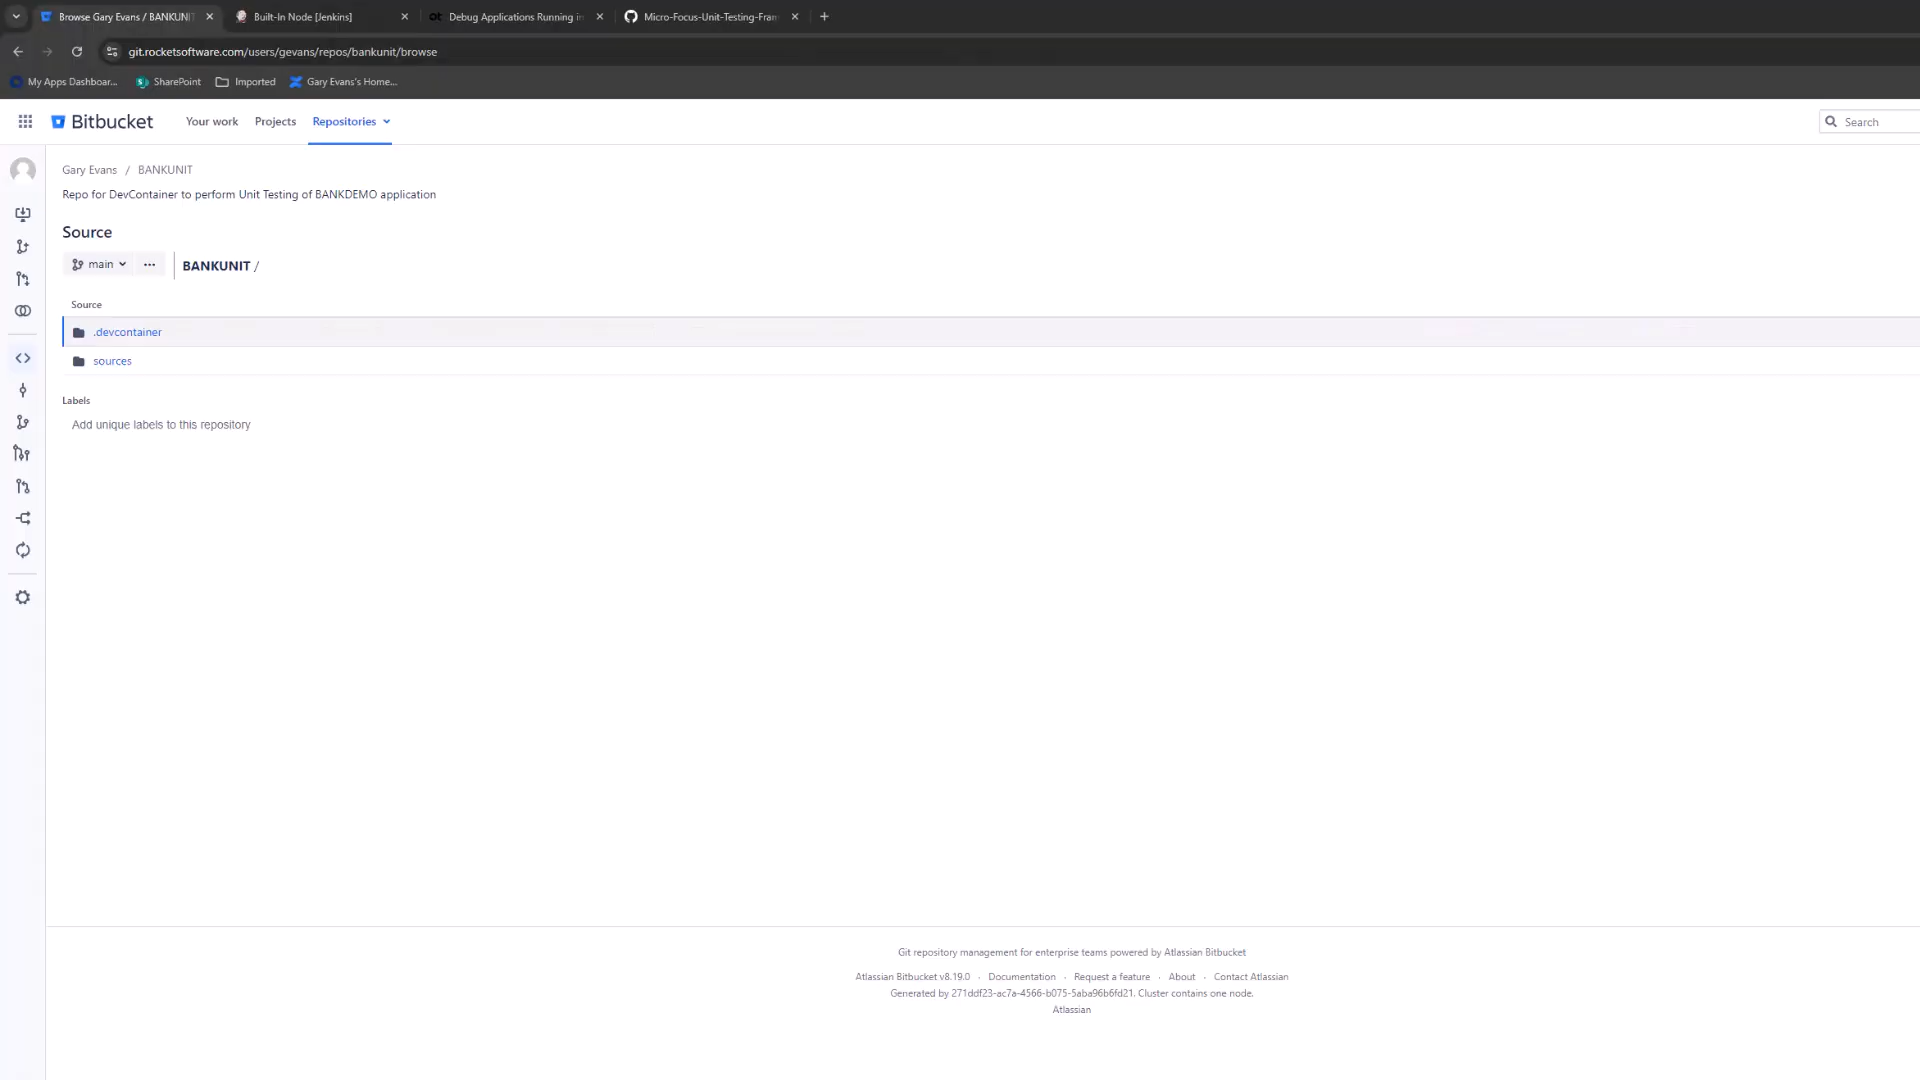 Browse Gary Evans / BANKUNIT
Built-In Node [Jenkins]
Debug Applications Running in
Micro-Focus-Unit-Testing-Fram
git.rocketsoftware.com/users/gevans/repos/bankunit/browse
My Apps Dashboar...
SharePoint
Imported
Gary Evans's Home...
Bitbucket
Your work
Projects
Repositories
Search
Gary Evans / BANKUNIT
Repo for DevContainer to perform Unit Testing of BANKDEMO application
Source
main
BANKUNIT /
Source
.devcontainer
sources
Labels
Add unique labels to this repository
Git repository management for enterprise teams powered by Atlassian Bitbucket
Atlassian Bitbucket v8.19.0 · Documentation · Request a feature · About · Contact Atlassian
Generated by 271ddf23-ac7a-4566-b075-5aba96b6fd21. Cluster contains one node.
Atlassian